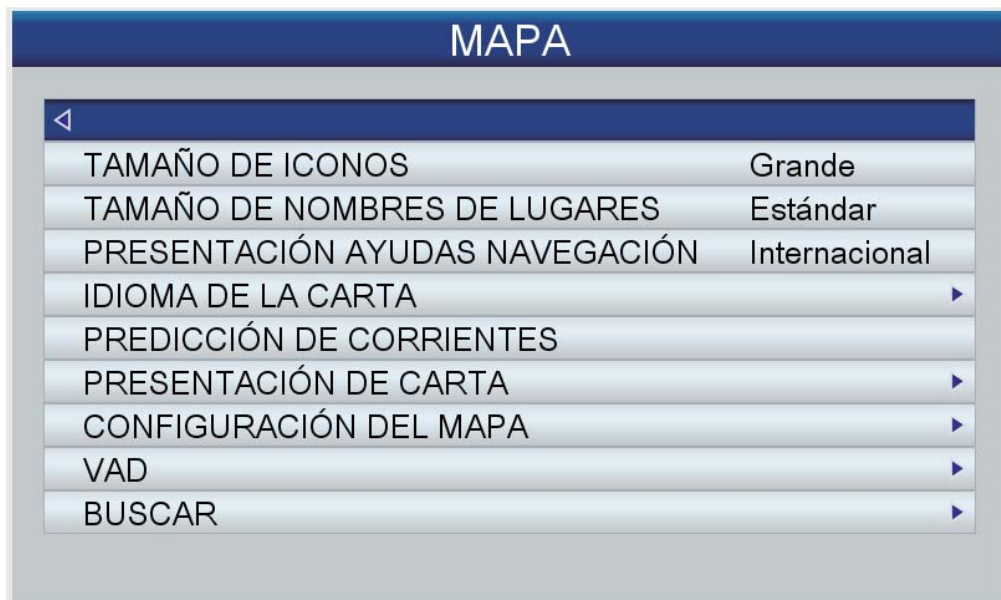 MAPA
TAMAÑO DE ICONOS Grande
TAMAÑO DE NOMBRES DE LUGARES Estándar
PRESENTACIÓN AYUDAS NAVEGACIÓN Internacional
IDIOMA DE LA CARTA
PREDICCIÓN DE CORRIENTES
PRESENTACIÓN DE CARTA
CONFIGURACIÓN DEL MAPA
VAD
BUSCAR